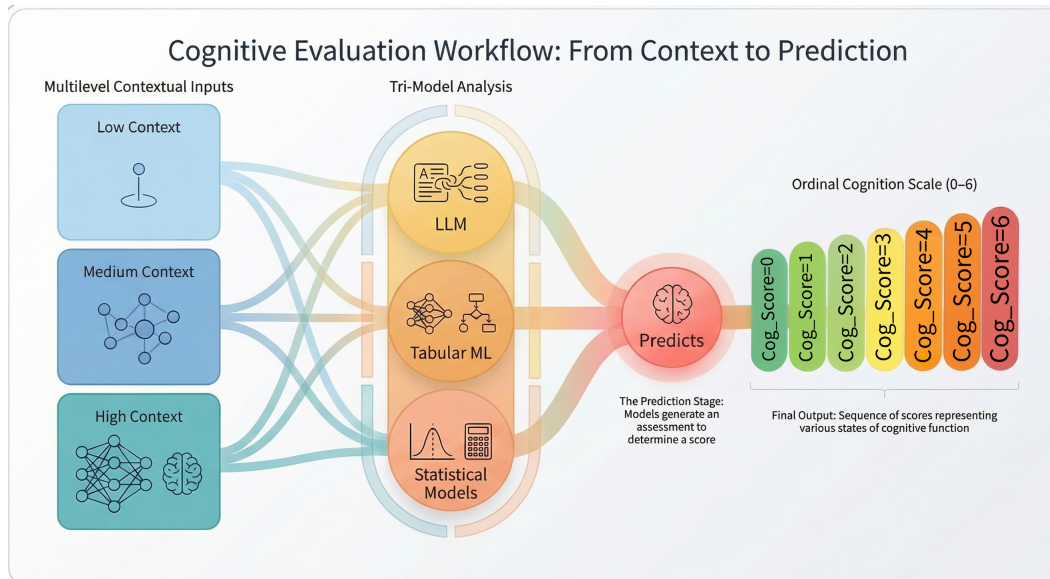 Cognitive Evaluation Workflow: From Context to Prediction
Multilevel Contextual Inputs
Low Context
Medium Context
High Context
Tri-Model Analysis
A
LLM
Tabular ML
Statistical
Models
Predicts
The Prediction Stage:
Models generate an
assessment to
determine a score
Ordinal Cognition Scale (0–6)
Cog_Score=0
Cog_Score=1
Cog_Score=2
Cog_Score=3
Cog_Score=4
Cog_Score=5
Cog_Score=6
Final Output: Sequence of scores representing
various states of cognitive function